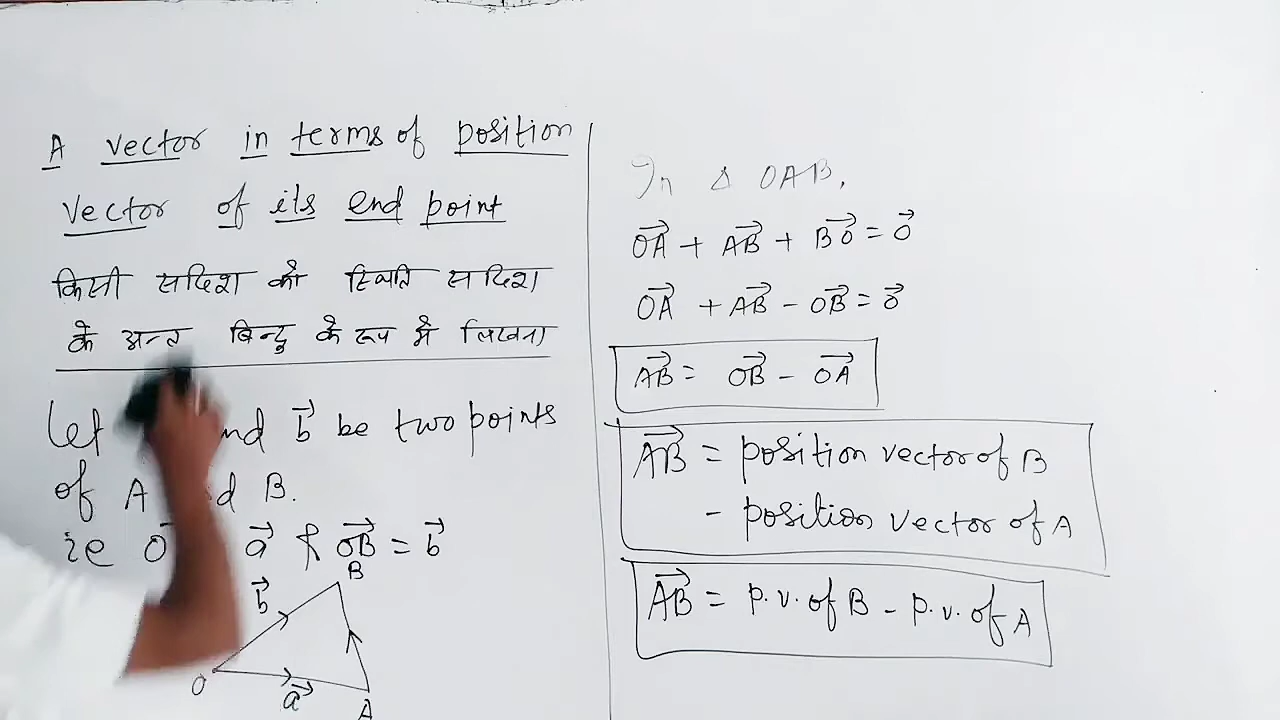 A vector in terms of position
vector of its end point
किसी सदिश को स्थिति सदिश
के अन्त बिन्दु के रूप में लिखना
Let nd b⃗ be two points
of A d B.
ie O a⃗ & OB⃗ = b⃗
B
b⃗
O
a⃗
A
In Δ OAB,
OA⃗ + AB⃗ + BO⃗ = 0⃗
OA⃗ + AB⃗ - OB⃗ = 0⃗
AB⃗ = OB⃗ - OA⃗
AB⃗ = position vector of B
- position vector of A
AB⃗ = p.v. of B - p.v. of A